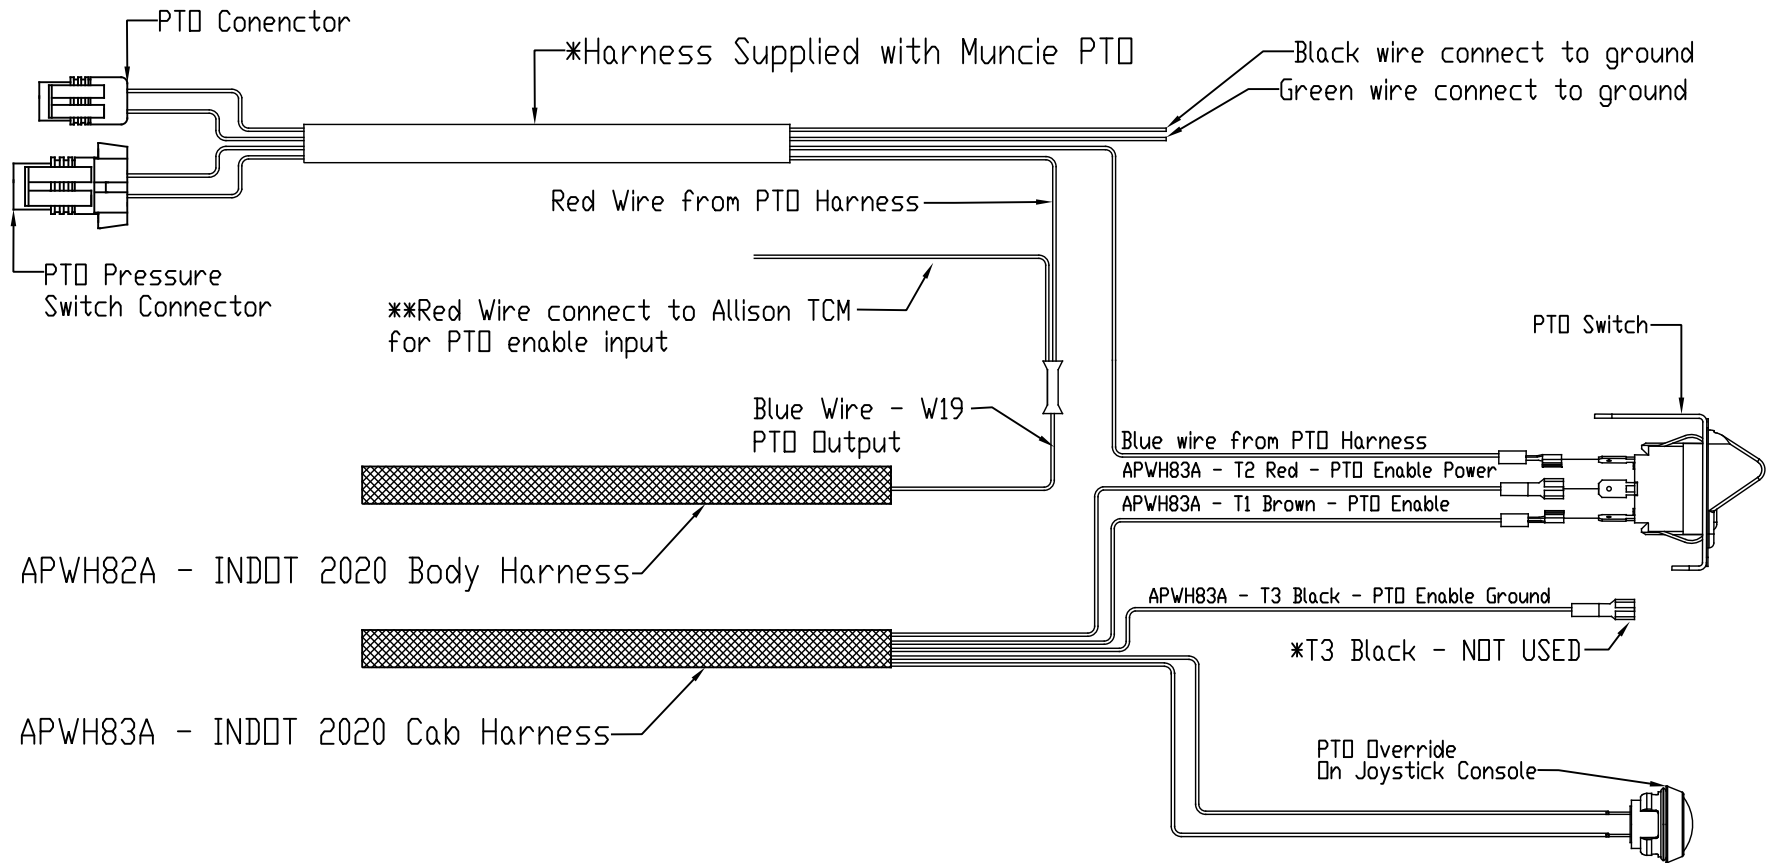 PTO Conenctor
*Harness Supplied with Muncie PTO
Black wire connect to ground
Green wire connect to ground
Red Wire from PTO Harness
PTO Pressure
Switch Connector
**Red Wire connect to Allison TCM
for PTO enable input
PTO Switch
Blue Wire - W19
PTO Output
Blue wire from PTO Harness
APWH83A - T2 Red - PTO Enable Power
APWH83A - T1 Brown - PTO Enable
APWH82A - INDOT 2020 Body Harness
APWH83A - T3 Black - PTO Enable Ground
*T3 Black - NOT USED
APWH83A - INDOT 2020 Cab Harness
PTO Override
On Joystick Console